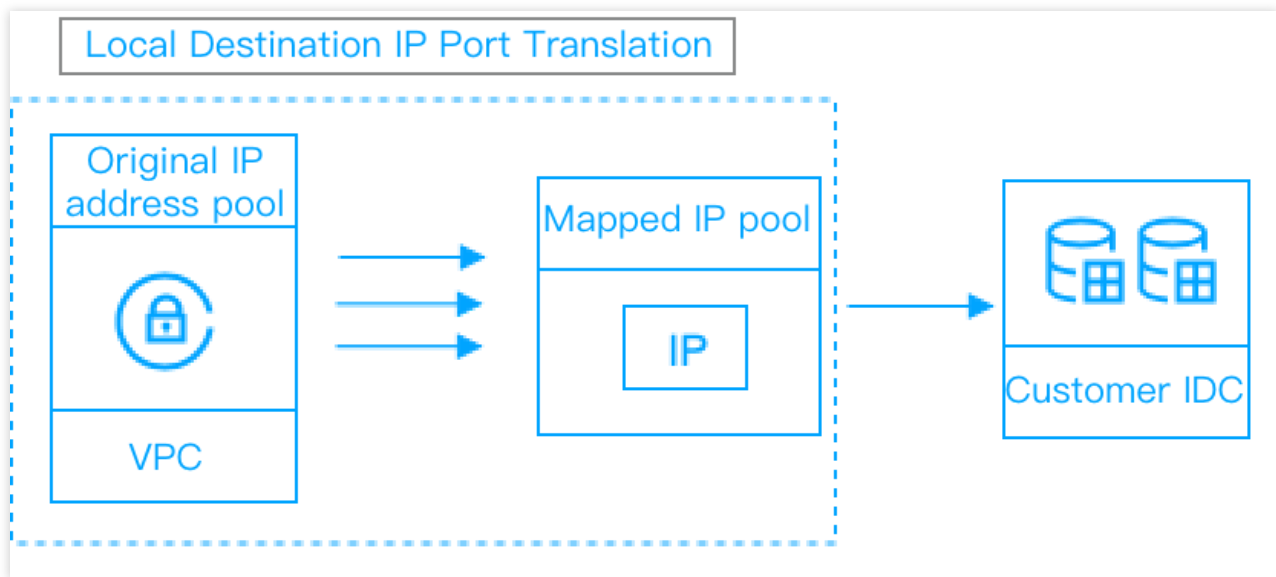 Local Destination IP Port Translation
Original IP
address pool
Mapped IP pool
IP
Customer IDC
VPC